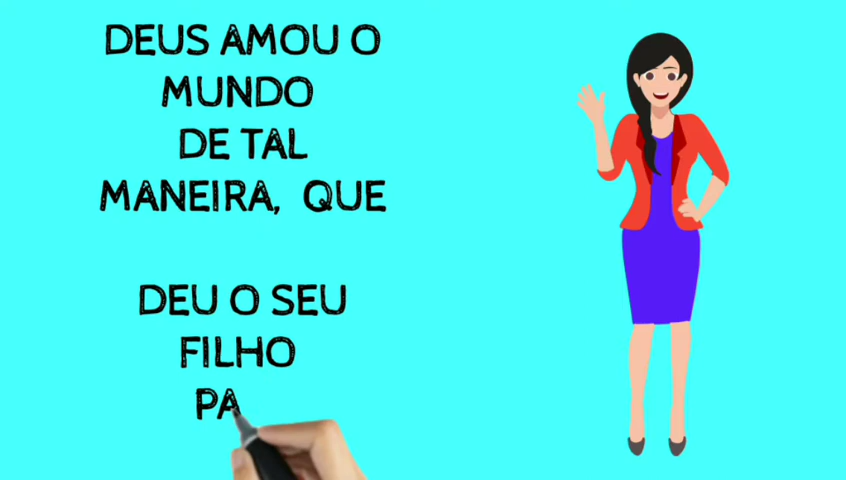 DEUS AMOU O
MUNDO
DE TAL
MANEIRA, QUE
DEU O SEU
FILHO
PA